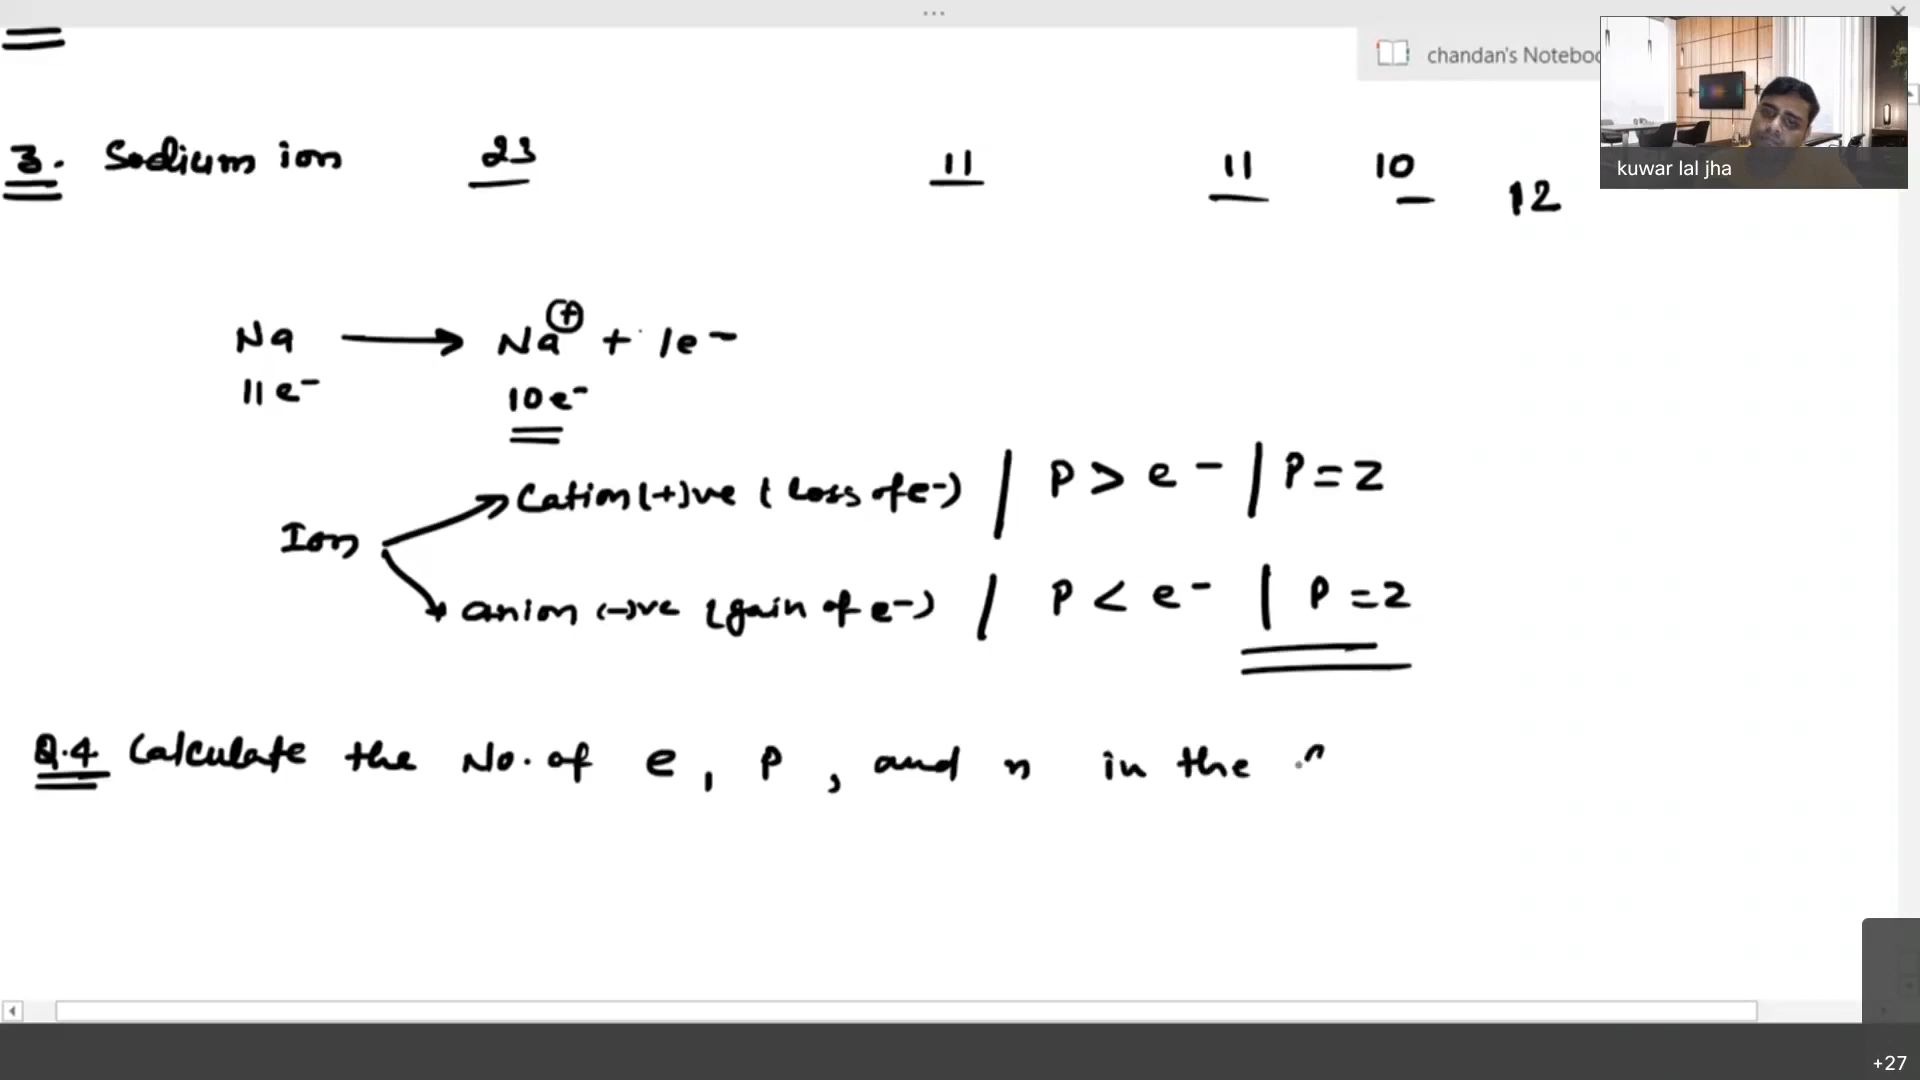 ...
chandan's Noteboo
kuwar lal jha
3. Sodium ion 23 11 11 10 12
Na → Na⊕ + 1e⁻
11e⁻ 10e⁻
Cation (+)ve (Loss of e⁻) | P > e⁻ | P = Z
Ion
anion (-)ve (gain of e⁻) | P < e⁻ | P = Z
Q.4 Calculate the No. of e, P, and n in the
+27